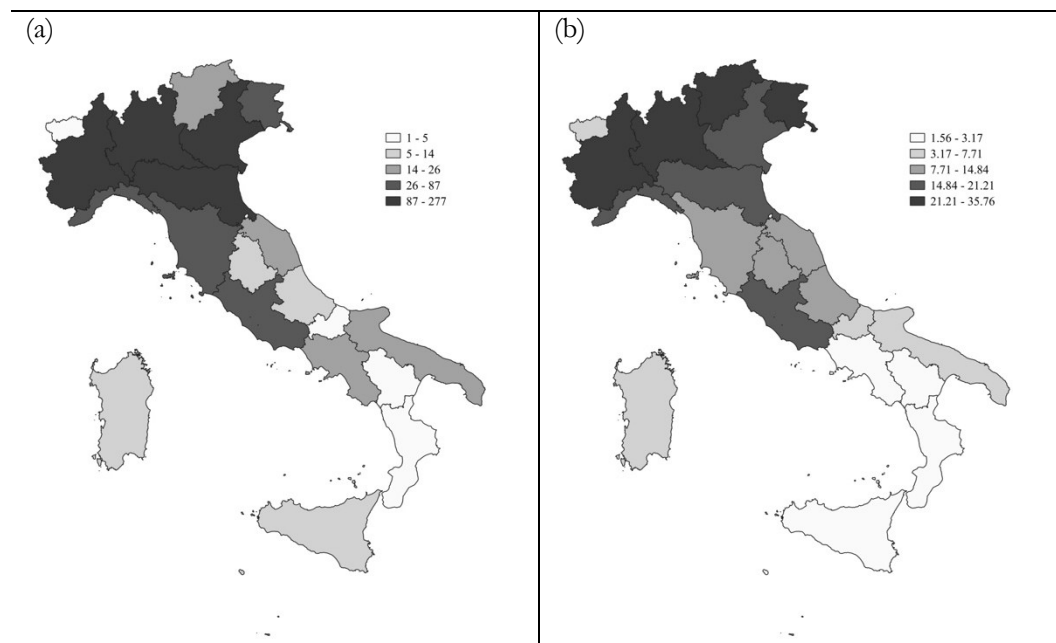 (a)
1 - 5
5 - 14
14 - 26
26 - 87
87 - 277
(b)
1.56 - 3.17
3.17 - 7.71
7.71 - 14.84
14.84 - 21.21
21.21 - 35.76